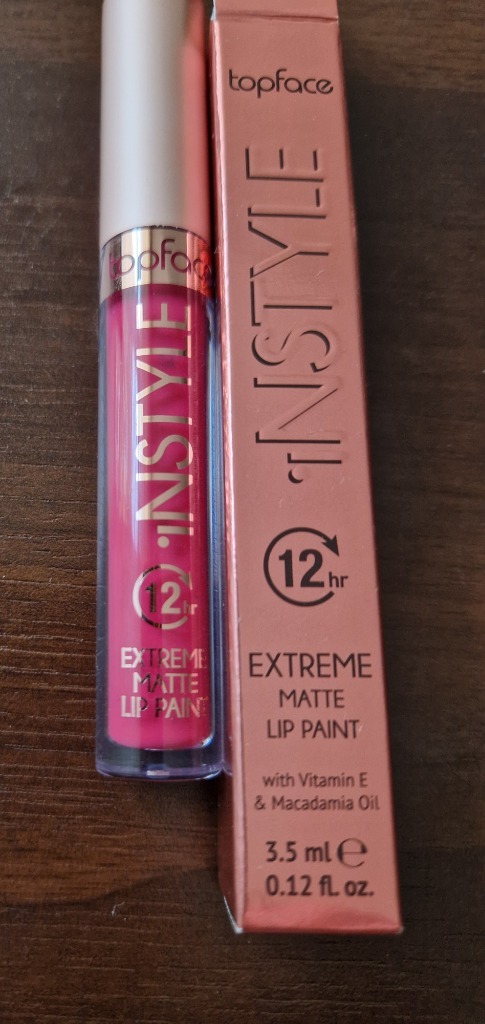 topface
INSTYLE
12hr
EXTREME
MATTE
LIP PAINT
topface
INSTYLE
12hr
EXTREME
MATTE
LIP PAINT
with Vitamin E
& Macadamia Oil
3.5 ml e
0.12 fl. oz.